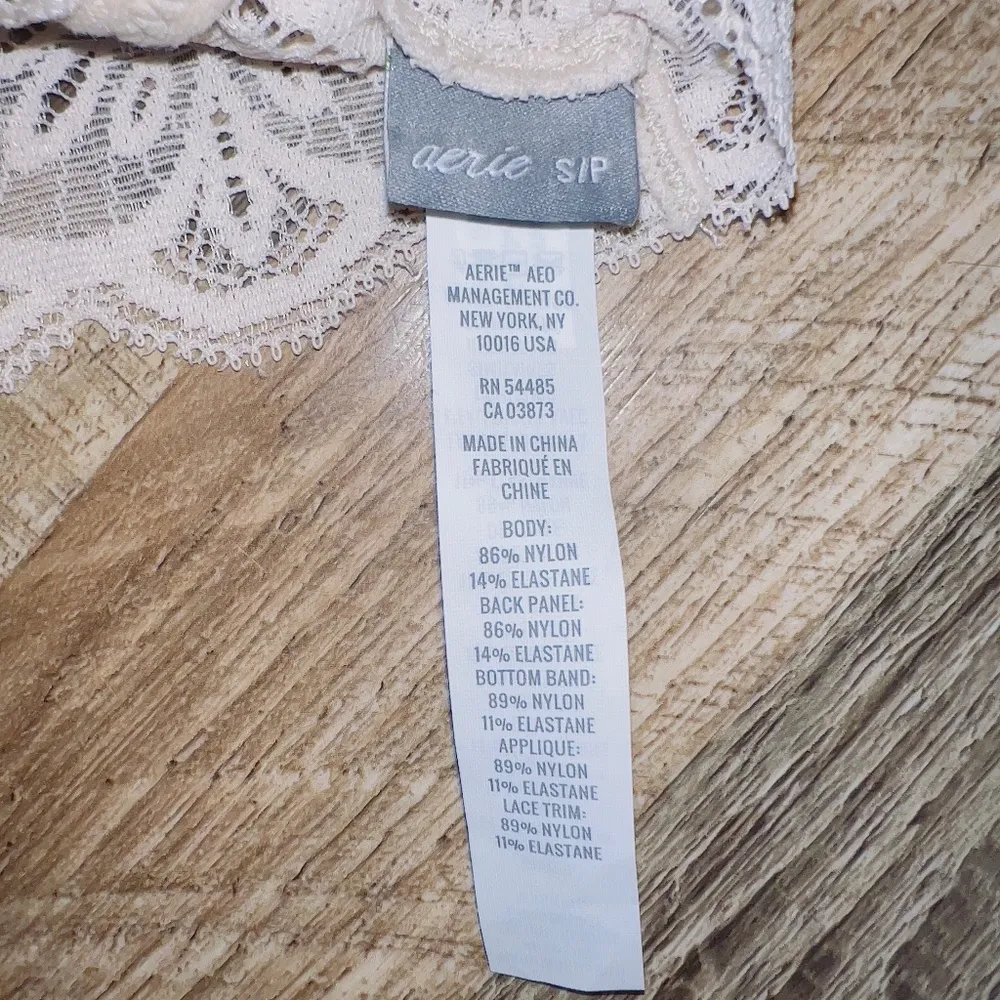 aerie S/P
AERIE™ AEO
MANAGEMENT CO.
NEW YORK, NY
10016 USA
RN 54485
CA 03873
MADE IN CHINA
FABRIQUÉ EN
CHINE
BODY:
86% NYLON
14% ELASTANE
BACK PANEL:
86% NYLON
14% ELASTANE
BOTTOM BAND:
89% NYLON
11% ELASTANE
APPLIQUE:
89% NYLON
11% ELASTANE
LACE TRIM:
89% NYLON
11% ELASTANE